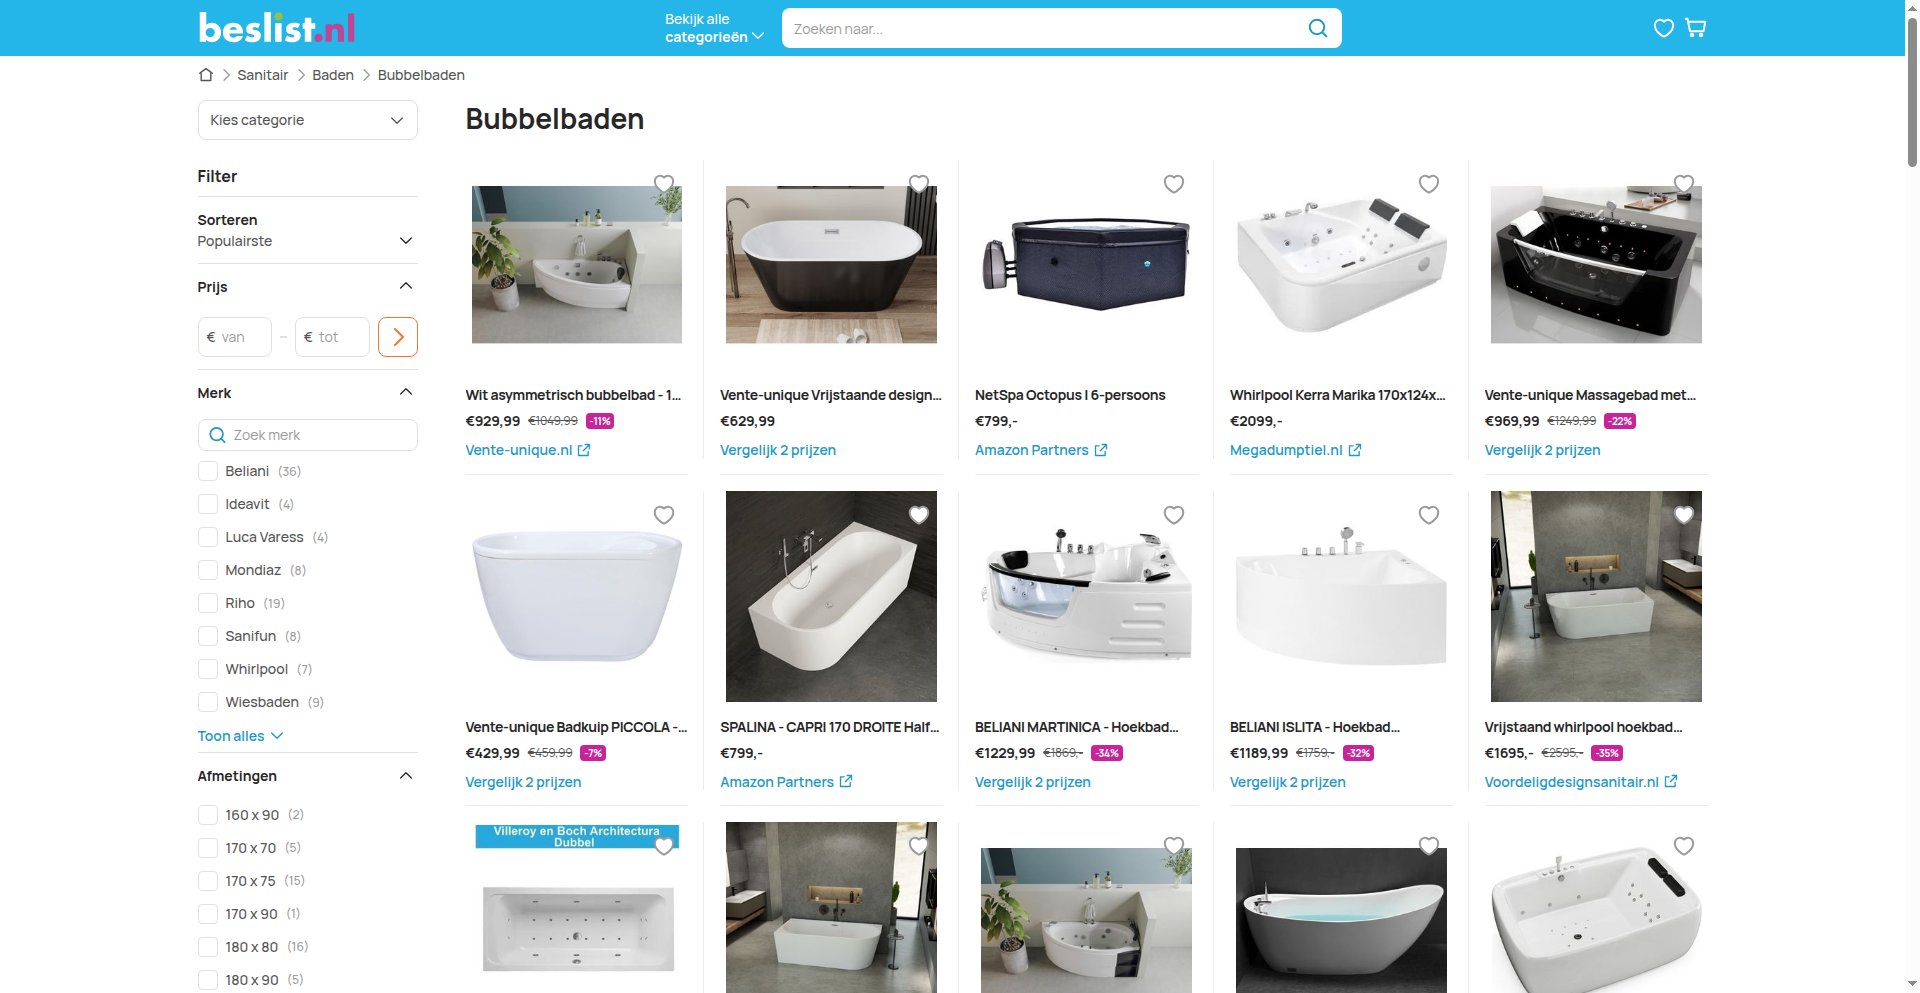 beslist.nl
Bekijk alle
categorieën
Zoeken naar...
Sanitair
Baden
Bubbelbaden
Kies categorie
Filter
Sorteren
Populairste
Prijs
€ van
–
€ tot
Merk
Zoek merk
Beliani (36)
Ideavit (4)
Luca Varess (4)
Mondiaz (8)
Riho (19)
Sanifun (8)
Whirlpool (7)
Wiesbaden (9)
Toon alles
Afmetingen
160 x 90 (2)
170 x 70 (5)
170 x 75 (15)
170 x 90 (1)
180 x 80 (16)
180 x 90 (5)
Bubbelbaden
Wit asymmetrisch bubbelbad - 1...
€929,99 €1049,99 -11%
Vente-unique.nl
Vente-unique Vrijstaande design...
€629,99
Vergelijk 2 prijzen
NetSpa Octopus | 6-persoons
€799,-
Amazon Partners
Whirlpool Kerra Marika 170x124x...
€2099,-
Megadumptiel.nl
Vente-unique Massagebad met...
€969,99 €1249,99 -22%
Vergelijk 2 prijzen
Vente-unique Badkuip PICCOLA -...
€429,99 €459,99 -7%
Vergelijk 2 prijzen
SPALINA - CAPRI 170 DROITE Half...
€799,-
Amazon Partners
BELIANI MARTINICA - Hoekbad...
€1229,99 €1869,- -34%
Vergelijk 2 prijzen
BELIANI ISLITA - Hoekbad...
€1189,99 €1759,- -32%
Vergelijk 2 prijzen
Vrijstaand whirlpool hoekbad...
€1695,- €2595,- -35%
Voordeligdesignsanitair.nl
Villeroy en Boch Architectura
Dubbel